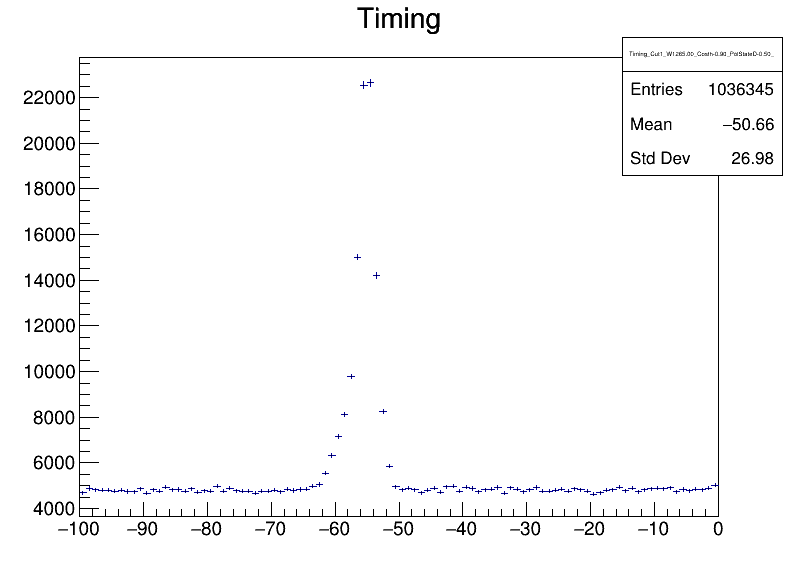 Timing
Timing_Cut1_W1265.00_Costh-0.90_PolStateD-0.50_
Entries 1036345
Mean −50.66
Std Dev 26.98
22000
20000
18000
16000
14000
12000
10000
8000
6000
4000
−100 −90 −80 −70 −60 −50 −40 −30 −20 −10 0